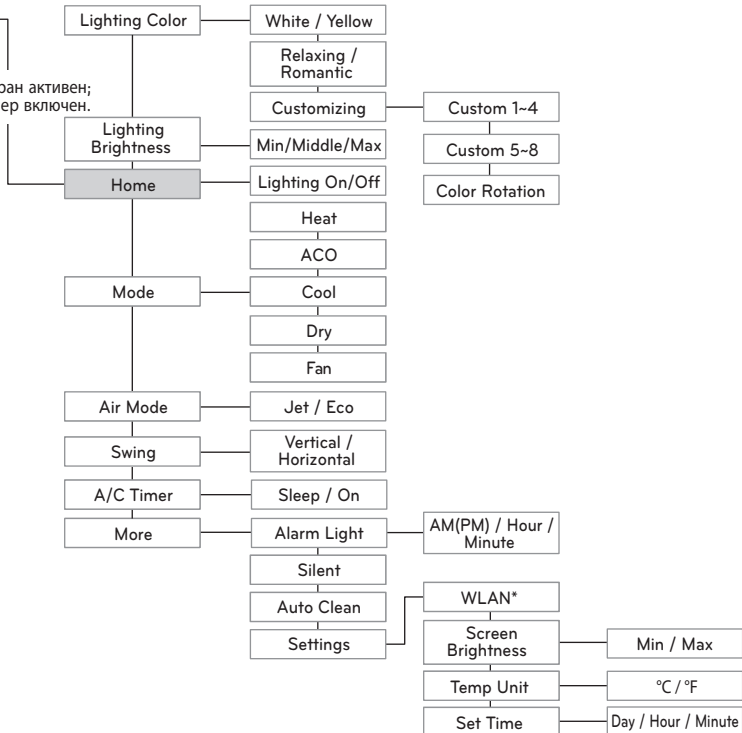 Lighting Color
White / Yellow
Relaxing /
Romantic
активен;
включен.
Customizing
Custom 1~4
Lighting
Brightness
Min/Middle/Max
Custom 5~8
Home
Lighting On/Off
Color Rotation
Heat
ACO
Mode
Cool
Dry
Fan
Air Mode
Jet / Eco
Swing
Vertical /
Horizontal
A/C Timer
Sleep / On
More
Alarm Light
AM(PM) / Hour /
Minute
Silent
Auto Clean
WLAN*
Settings
Screen
Brightness
Min / Max
Temp Unit
°C / °F
Set Time
Day / Hour / Minute